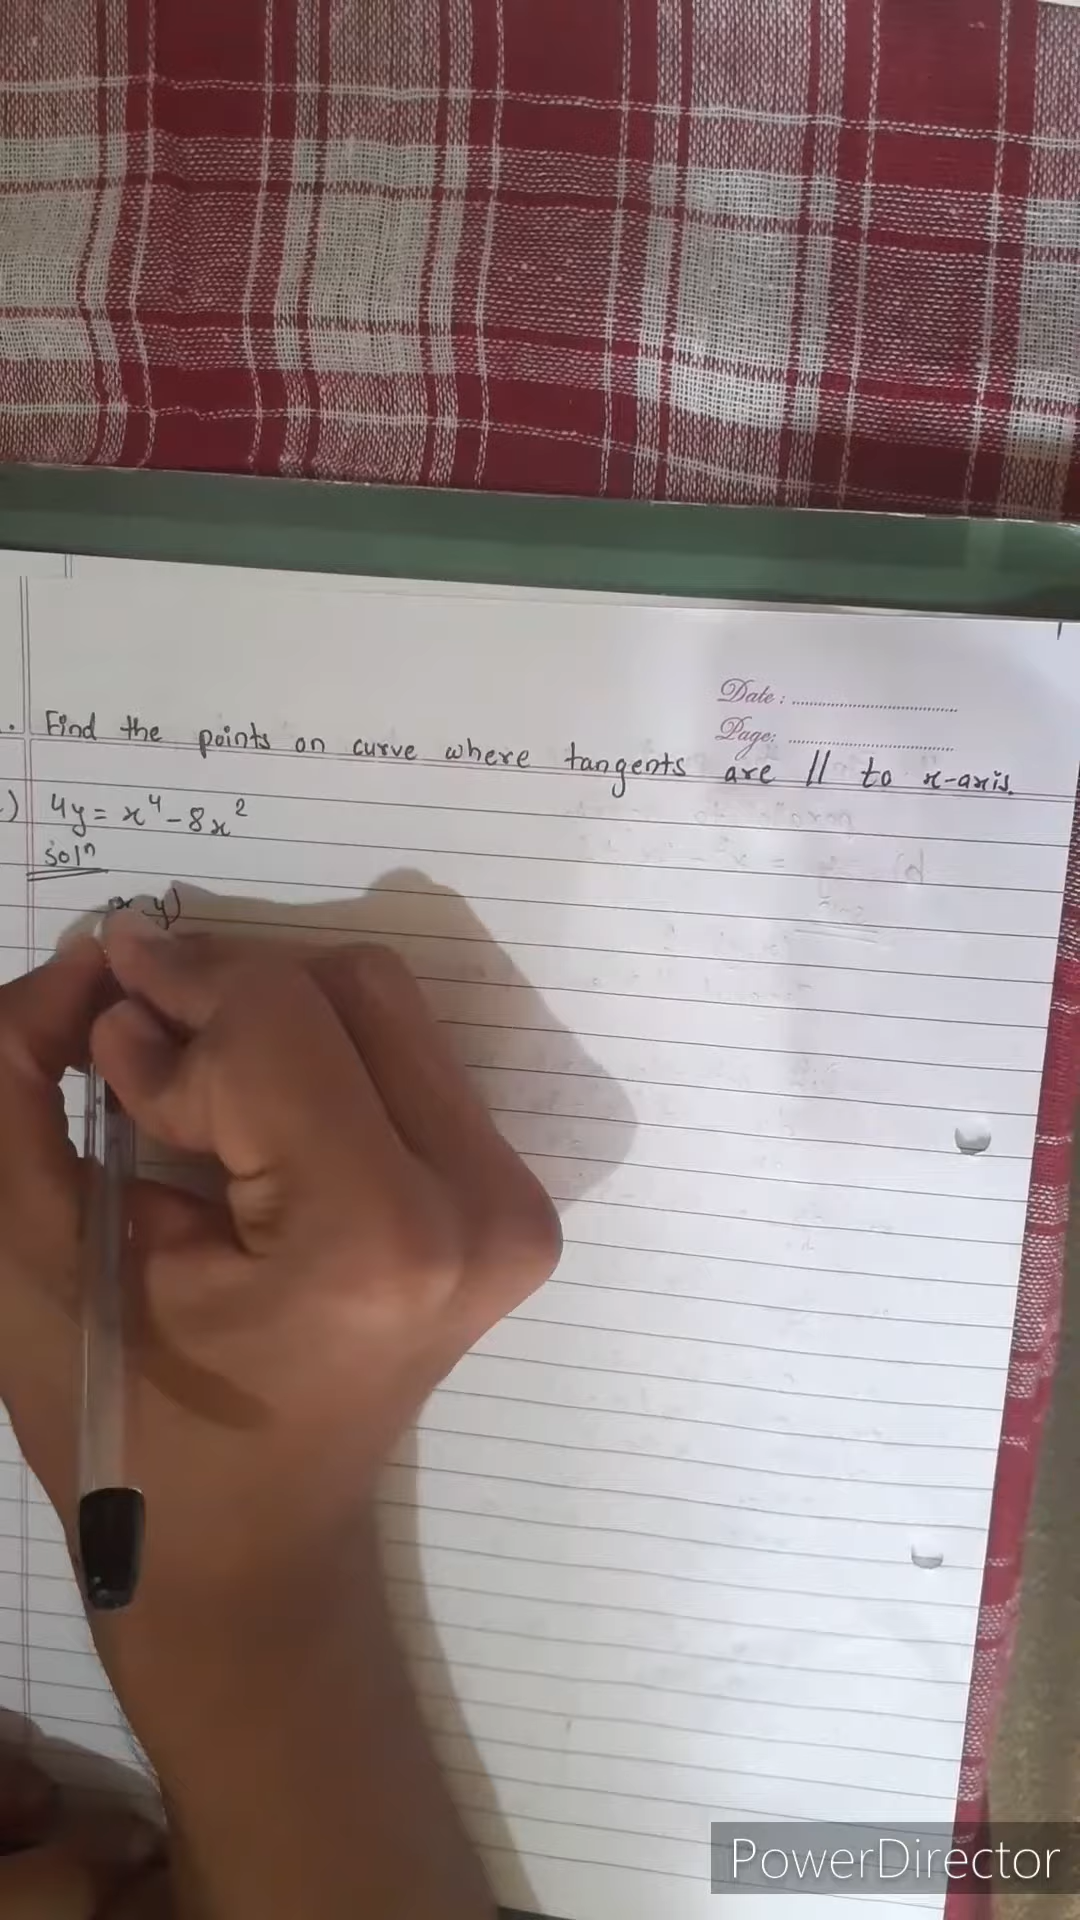 Date :
Page:
. Find the points on curve where tangents are // to x-axis.
) 4y = x⁴ - 8x²
Solⁿ
x, y)
PowerDirector